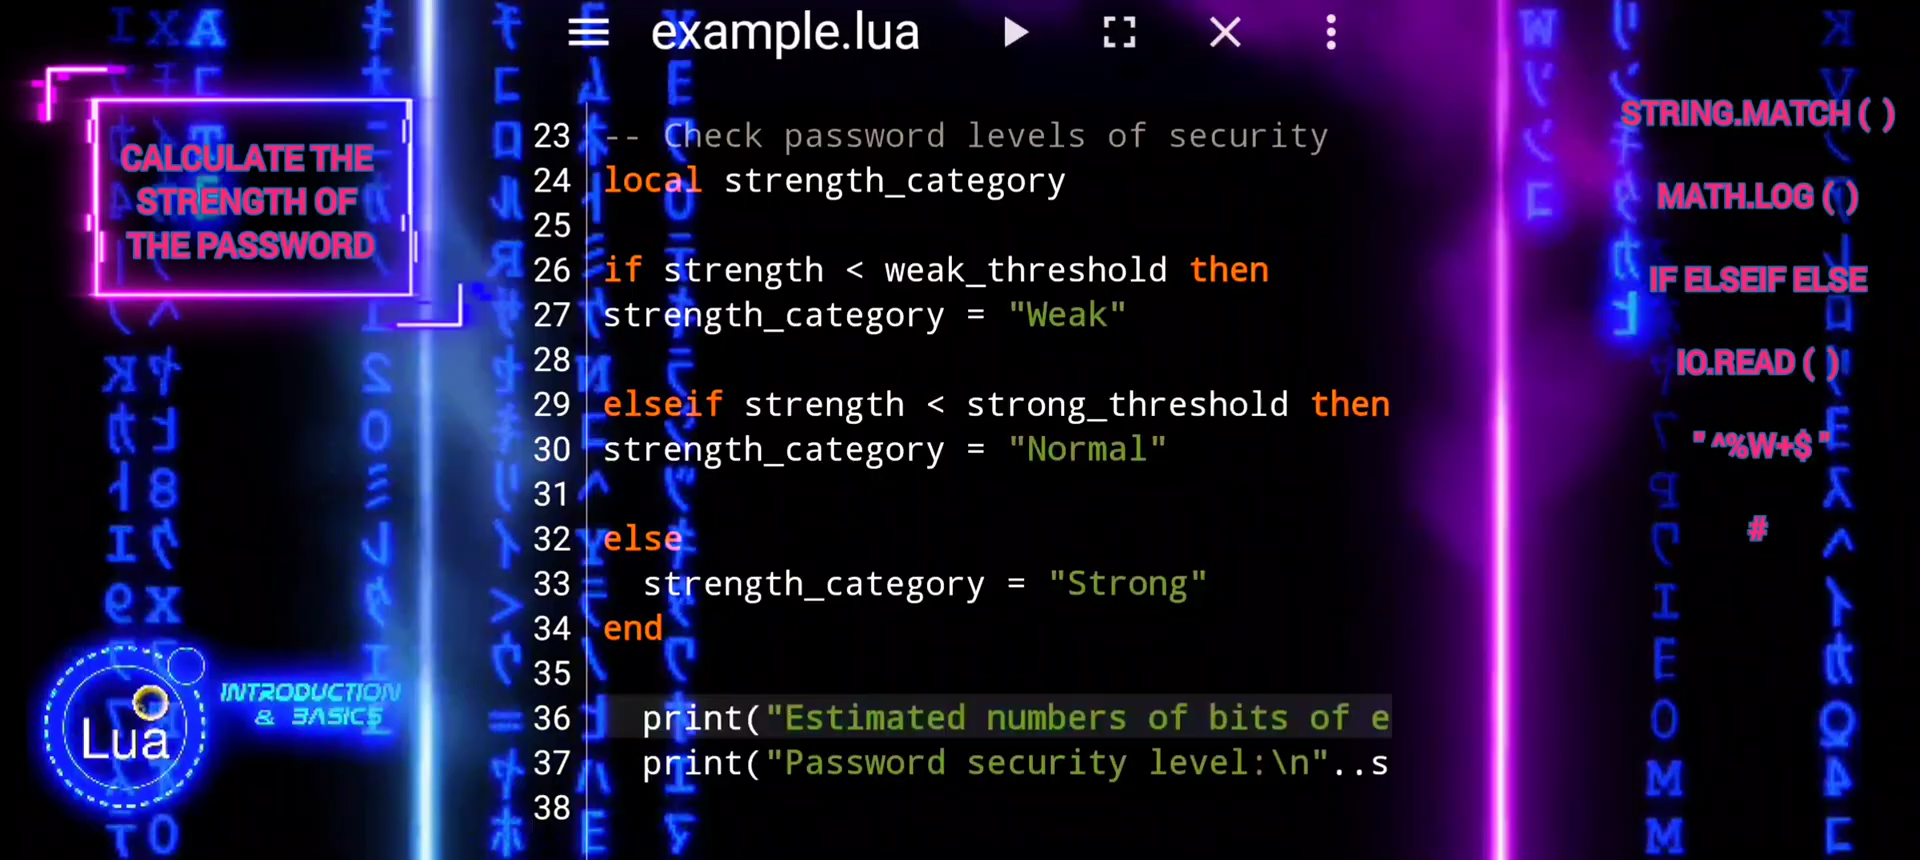 example.lua
CALCULATE THE
STRENGTH OF
THE PASSWORD
23 -- Check password levels of security
24 local strength_category
25
26 if strength < weak_threshold then
27 strength_category = "Weak"
28
29 elseif strength < strong_threshold then
30 strength_category = "Normal"
31
32 else
33 strength_category = "Strong"
34 end
35
36 print("Estimated numbers of bits of e
37 print("Password security level:\n"..s
38
STRING.MATCH ( )
MATH.LOG ( )
IF ELSEIF ELSE
IO.READ ( )
"^%W+$"
#
Lua
INTRODUCTION
& BASICS